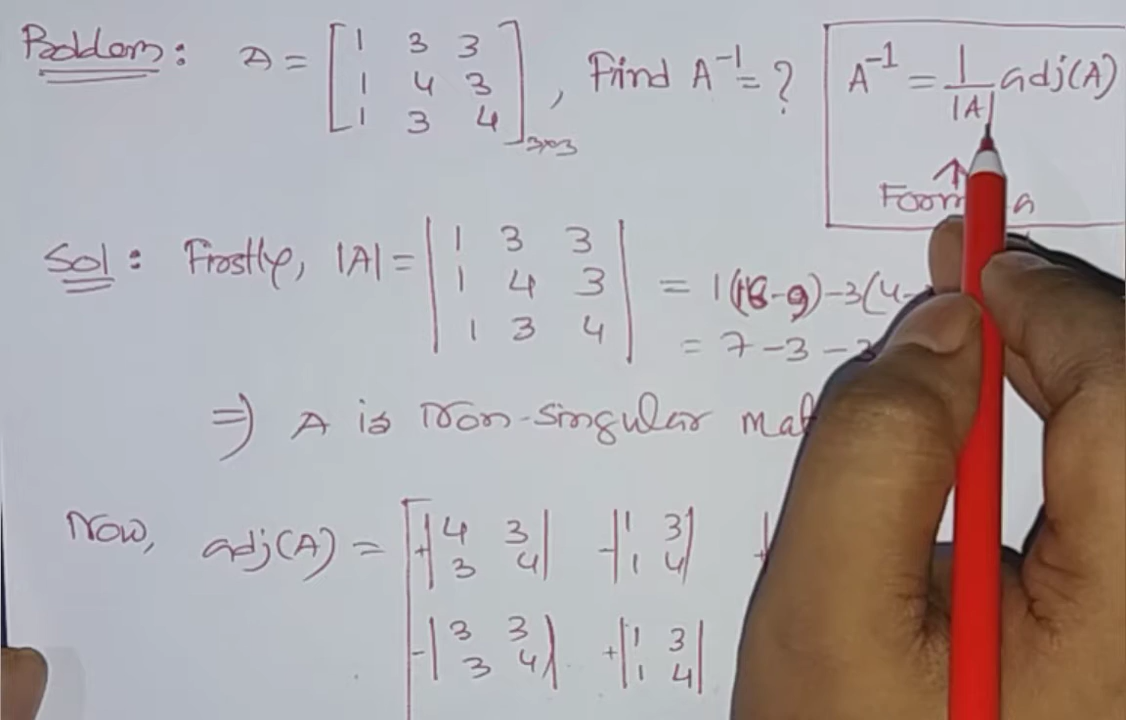 Problem: A = [1 3 3
1 4 3
1 3 4]3×3, Find A⁻¹ = ?
A⁻¹ = 1/|A| adj(A)
↑
Sol: Firstly, |A| = |1 3 3
1 4 3
1 3 4|
= 1(16-9)-3(4-
= 7-3-3
⇒ A is Non-singular
Now, adj(A) = [+|4 3
3 4| -|1 3
1 4|
-|3 3
3 4| +|1 3
1 4|